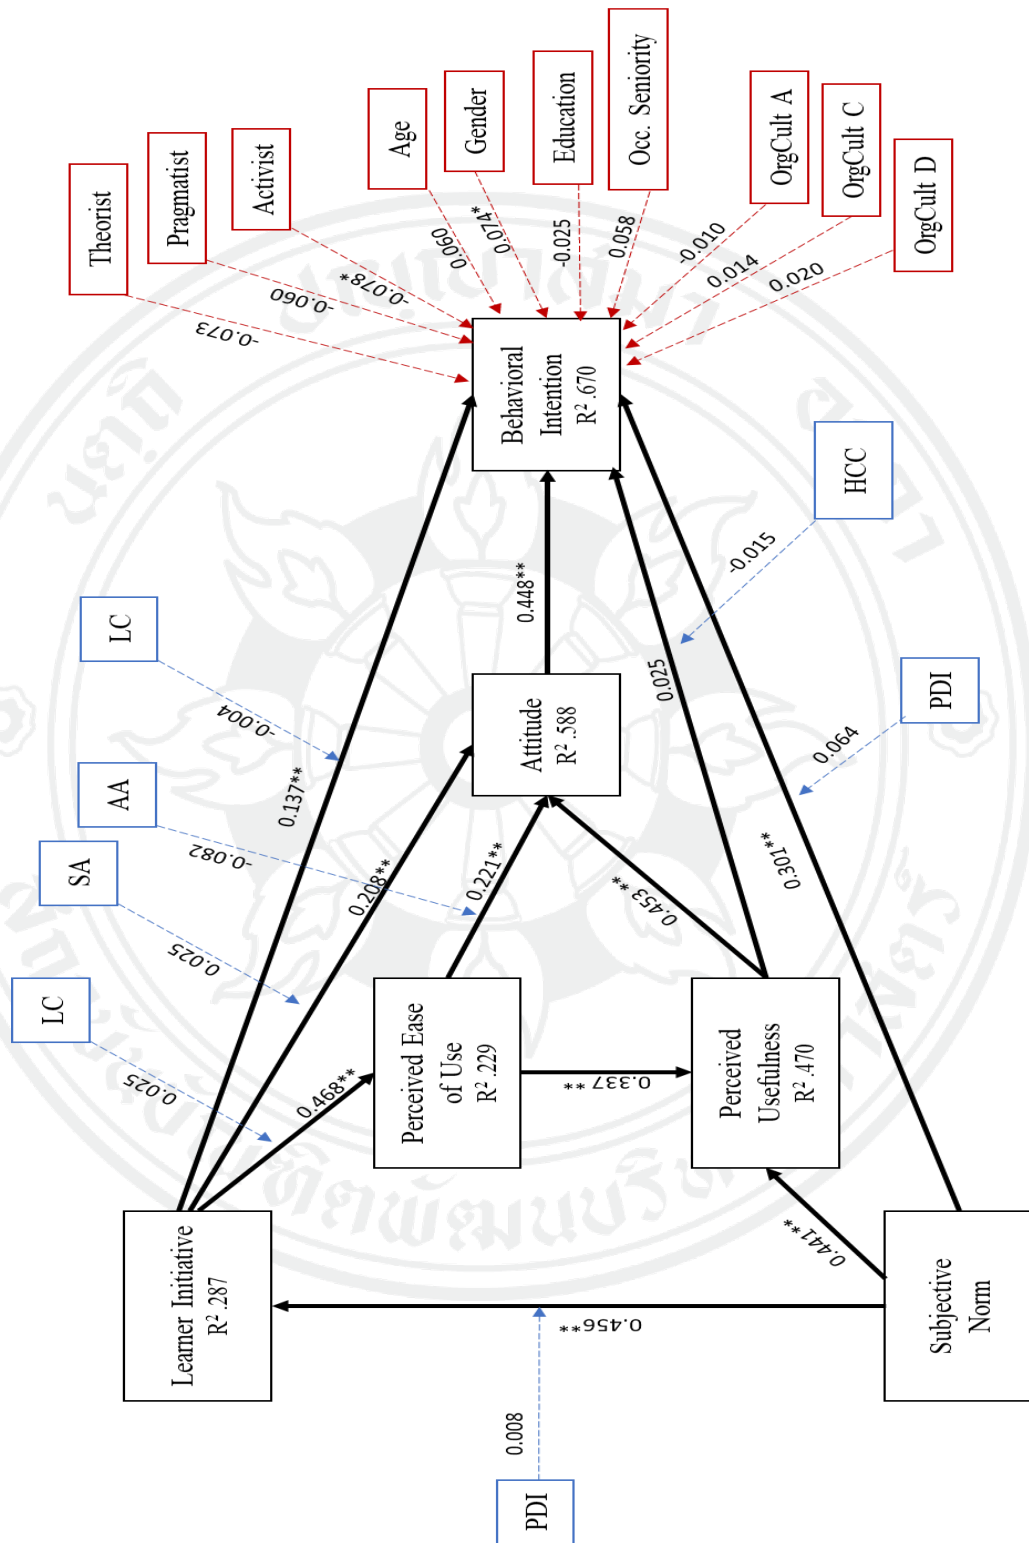 Learner Initiative
R² .287
Subjective
Norm
Perceived Ease
of Use
R² .229
Perceived
Usefulness
R² .470
Attitude
R² .588
Behavioral
Intention
R² .670
PDI
0.008
0.456**
LC
0.025
0.468**
SA
0.025
0.208**
AA
-0.082
0.221**
LC
-0.004
0.137**
0.337 **
0.441**
0.453 **
0.448**
0.025
HCC
-0.015
PDI
0.064
0.301**
Theorist
-0.073
Pragmatist
-0.060
Activist
-0.078*
Age
0.060
Gender
0.074*
Education
-0.025
Occ. Seniority
0.058
OrgCult A
-0.010
OrgCult C
0.014
OrgCult D
0.020